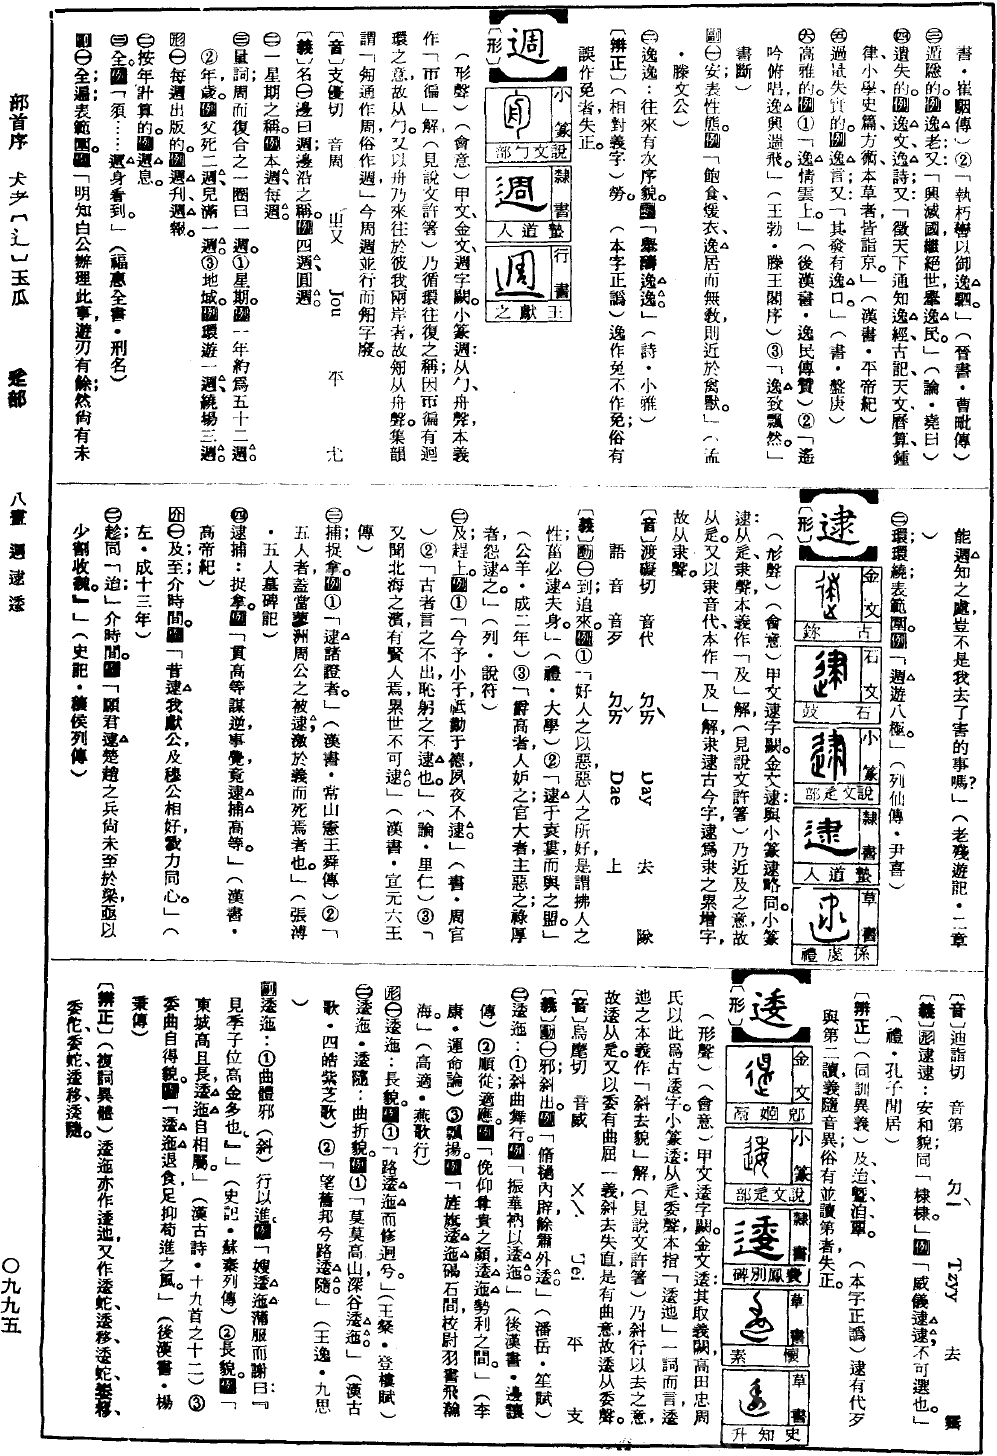 書・崔駰傳）②「執朽轡以御逸駟。」（晉書・曹毗傳）
㊂遁隱的。例逸老；又「興滅國，繼絕世，舉逸民。」（論・堯曰）
㊃遺失的。例逸文、逸詩；又「徵天下通知逸經、古記、天文、曆算、鍾
律、小學、史篇、方術、本草者皆詣京。」（漢書・平帝紀）
㊄過失失實的。例逸言；又「其發有逸口。」（書・盤庚）
㊅高雅的。例①「逸情雲上。」（後漢書・逸民傳贊）②「遙
吟俯唱，逸興遄飛。」（王勃・滕王閣序）③「逸致飄然。」
書斷）
副㊀安；表性態。例「飽食、煖衣、逸居而無教，則近於禽獸。」（孟
・滕文公）
㊁逸逸：往來有次序貌。例「舉醻逸逸。」（詩・小雅）
〔辨正〕（相對義字）勞。（本字正譌）逸作兔不作免；俗有
誤作免者失正。
週
〔形〕
小篆
說文勹部
隸書
蟄道人
行書
王獻之
（形聲）（會意）甲文、金文、週字闕。小篆週：从勹、舟聲，本義
作「帀徧」解，（見說文許箸）乃循環往復之稱；因帀徧有迴
環之意，故从勹。又以舟乃來往於彼我兩岸者，故匊从舟聲。集韻
謂「匊通作周，俗作週」今周週並行而匊字廢。
〔音〕支優切　音周　ㄓㄡ　Jou　平　尤
〔義〕名㊀邊曰週；邊沿之稱。例四週、圓週。
㊁一星期之稱。例本週、每週。
㊂量詞；周而復合之一圈曰一週。①星期。例一年約爲五十二週。
②年歲。例父死二週、兒滿一週。③地域。例環遊一週、繞場三週。
形㊀每週出版的。例週刊、週報。
㊁按年計算的。例週息。
㊂全。例「須……週身看到。」（福惠全書・刑名）
副㊀全；遍；表範圍。例「明知白公辦理此事，遊刃有餘，然尙有未
能週知之處，豈不是我去了害的事嗎？」（老殘遊記・二章
）
㊁環；環繞；表範圍。例「週遊八極。」（列仙傳・尹喜）
逮
〔形〕
金文
古鉥
石文
石鼓
小篆
說文辵部
隸書
蟄道人
草書
孫虔禮
（形聲）（會意）甲文逮字闕。金文逮：與小篆逮略同。小篆
逮：从辵、隶聲，本義作「及」解，（見說文許箸）乃近及之意，故
从辵。又以隶音代，本作「及」解，隶逮古今字，逮爲隶之累增字，
故从隶聲。
〔音〕渡礙切　音代　ㄉㄞˋ　Day　去　隊
語音　音歹　ㄉㄞˇ　Dae　上
〔義〕動㊀到；追來。例①「好人之以惡，惡人之所好，是謂拂人之
性，菑必逮夫身。」（禮・大學）②「逮于袁婁而與之盟。」
（公羊・成二年）③「爵高者，人妒之；官大者，主惡之；祿厚
者，怨逮之。」（列・說符）
㊁及；趕上。例①「今予小子，祗勤于德，夙夜不逮。」（書・周官
）②「古者言之不出，恥躬之不逮也。」（論・里仁）③「
又聞北海之濱有賢人焉，累世不可逮。」（漢書・宣元六王
傳）
㊂捕捉；拿。例①「逮諸證者。」（漢書・常山憲王舜傳）②「
五人者，蓋當蓼洲周公之被逮，激於義而死焉者也。」（張溥
・五人墓碑記）
㊃逮捕：捉拿。例「貫高等謀逆事覺，竟逮捕高等。」（漢書・
高帝紀）
介㊀及；至；介時間。例「昔逮我獻公及穆公相好，戮力同心。」（
左・成十三年）
㊁趁；同「迨」；介時間。例「願君逮楚趙之兵尙未至於梁，亟以
少割收魏。」（史記・穰侯列傳）
〔音〕迪詣切　音第　ㄉㄧˋ　Tzyy　去　霽
〔義〕形逮逮：安和貌；同「棣棣。」例「威儀逮逮，不可選也。」
（禮・孔子閒居）
〔辨正〕（同訓異義）及、迨、曁、洎、覃。（本字正譌）逮有代、歹
與第二讀，義隨音異，俗有並讀第者失正。
逶
〔形〕
金文
小篆
說文辵部
隸書
樊鳳別碑
草書
懷素
草書
史知升
（形聲）（會意）甲文逶字闕。金文逶：其取義闕，高田忠周
氏以此爲古逶字。小篆逶：从辵、委聲，本指「逶迆」一詞而言；逶
迆之本義作「斜去貌」解，（見說文許箸）乃斜行以去之意，
故逶从辵。又以委有曲屈一義，斜去失直是有曲意，故逶从委聲。
〔音〕烏麾切　音威　ㄨㄟ　Uei　平　支
〔義〕動㊀邪；斜出。例「脩檛內辟，餘簫外逶。」（潘岳・笙賦）
㊁逶迤：①斜曲舞行。例「振華袂以逶迤。」（後漢書・邊讓
傳）②順從；適應。例「俛仰尊貴之顏，逶迤勢利之間。」（李
康・運命論）③飄揚。例「旌旗逶迤碣石間，校尉羽書飛瀚
海。」（高適・燕歌行）
形㊀逶迤：長貌。例①「路逶迤而修迥兮。」（王粲・登樓賦）
㊁逶迤・逶隨：曲折貌。例①「莫莫高山，深谷逶迤。」（漢古
歌・四皓紫芝歌）②「望舊邦兮路逶隨。」（王逸・九思
）
副逶迤：①曲體邪（斜）行以進。例「嫂逶迤蒲服而謝曰：『
見季子位高金多也。』」（史記・蘇秦列傳）②長貌。例「
東城高且長，逶迤自相屬。」（漢古詩・十九首之十二）③
委曲自得貌。例「逶迤退食，足抑苟進之風。」（後漢書・楊
秉傳）
〔辨正〕（複詞異體）逶迤亦作逶迆，又作逶蛇、逶移、逶蛇、委移、
委佗、委蛇、逶移、逶隨。
部首序　犬歺〔辶〕玉瓜　辵部　八畫　週逮逶　〇九九五